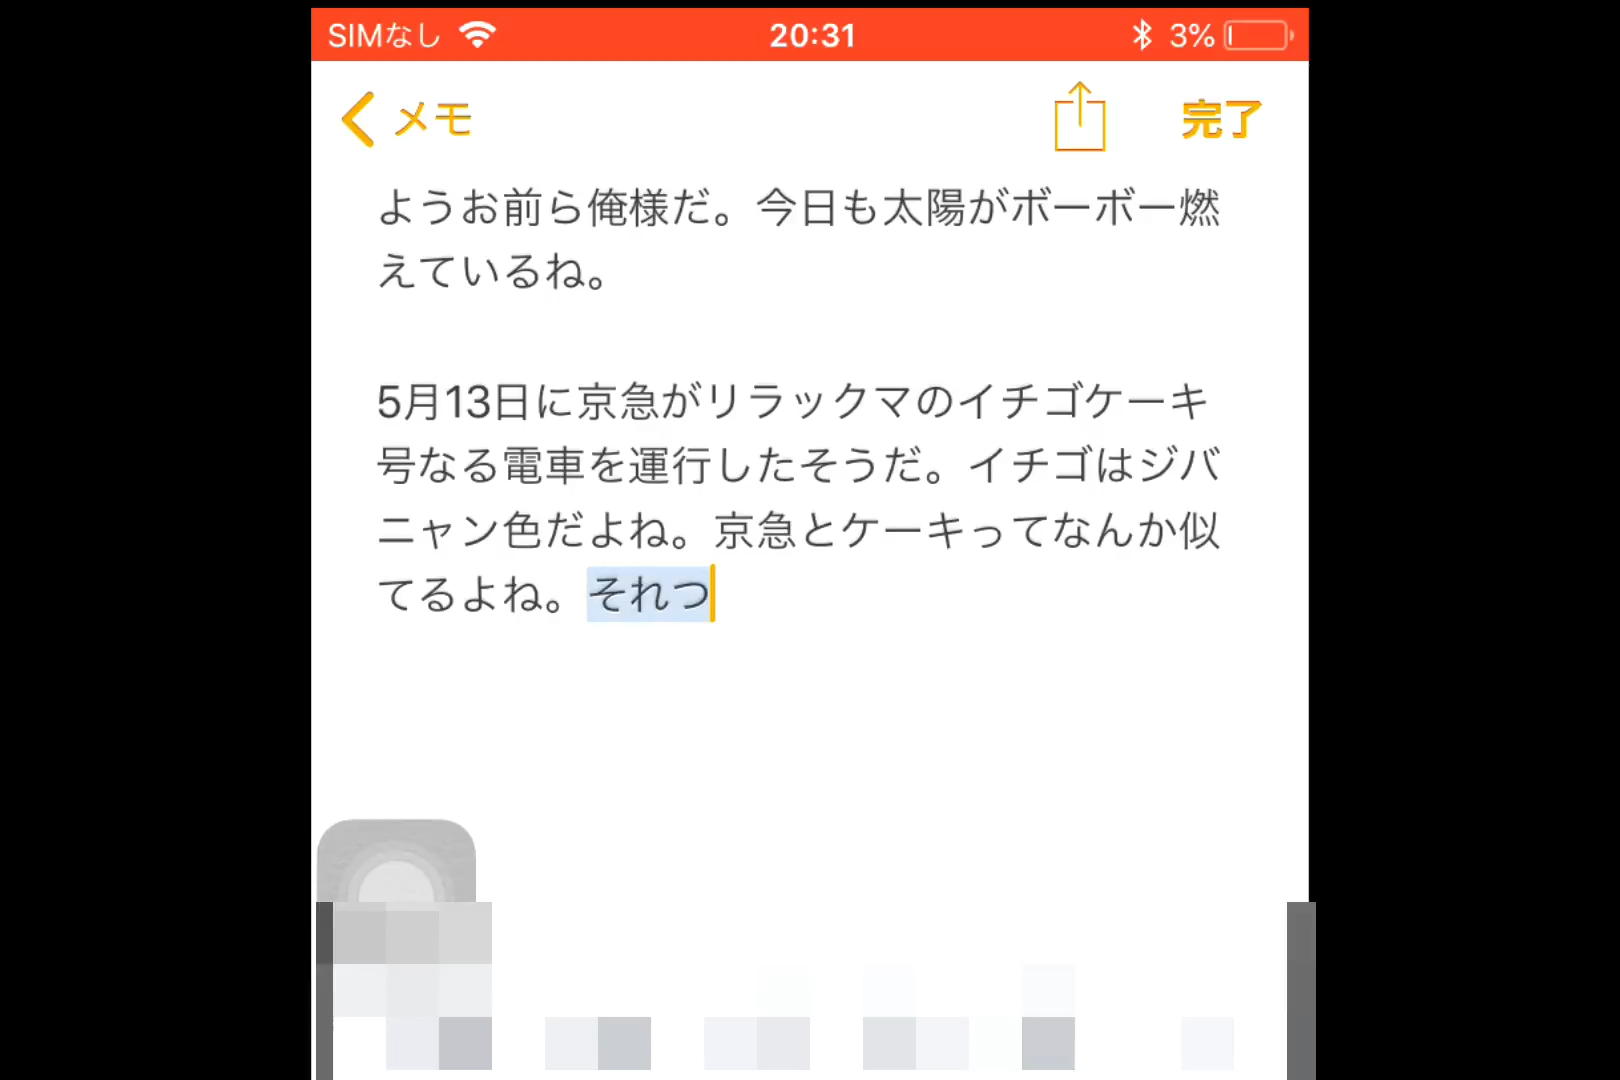 SIMなし 20:31 3%
メモ 完了
ようお前ら俺様だ。今日も太陽がボーボー燃
えているね。
5月13日に京急がリラックマのイチゴケーキ
号なる電車を運行したそうだ。イチゴはジバ
ニャン色だよね。京急とケーキってなんか似
てるよね。それつ